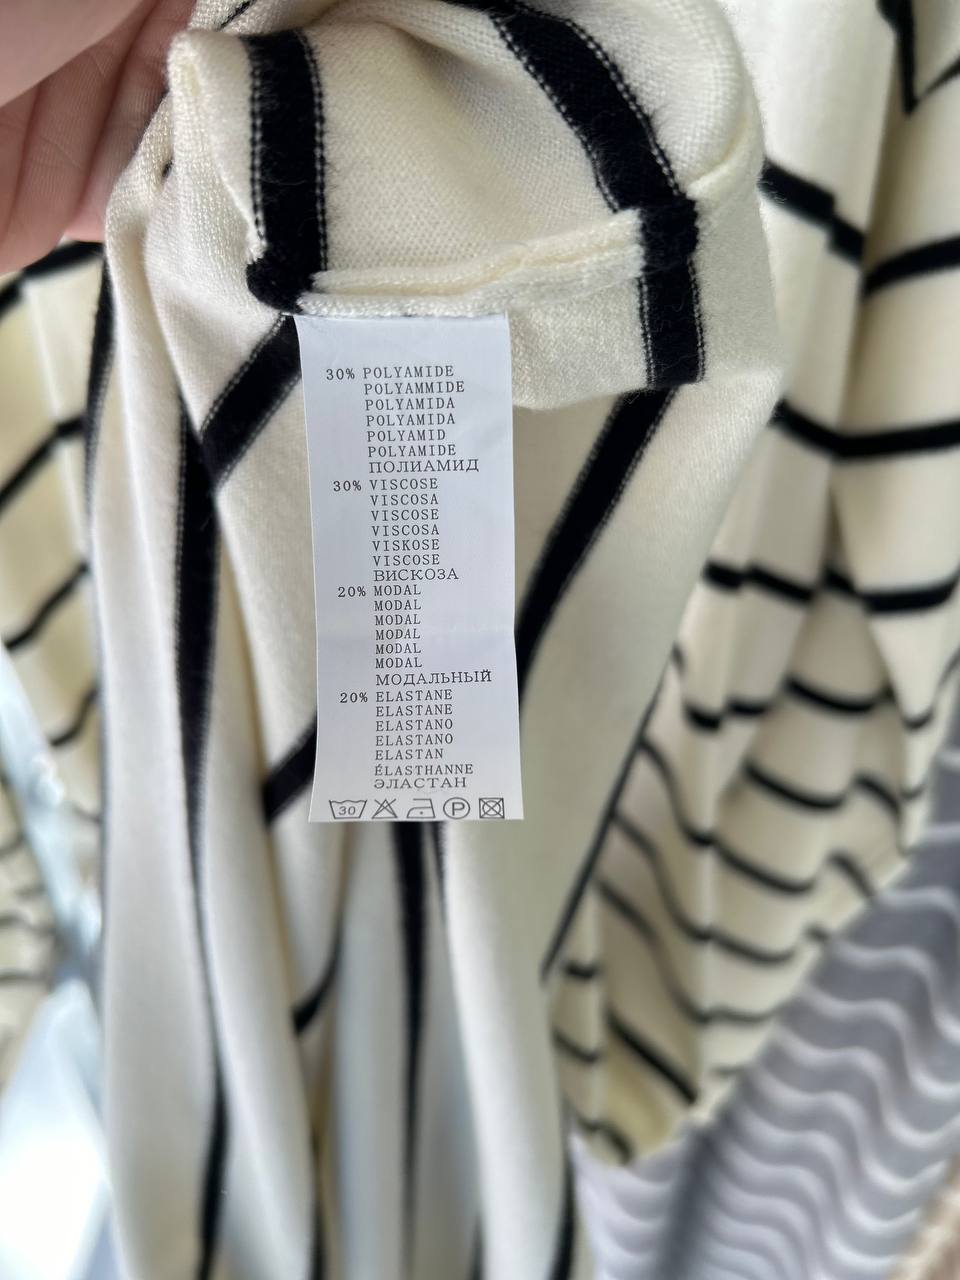 30% POLYAMIDE
POLYAMMIDE
POLYAMIDA
POLYAMIDA
POLYAMID
POLYAMIDE
ПОЛИАМИД
30% VISCOSE
VISCOSA
VISCOSE
VISCOSA
VISKOSE
VISCOSE
ВИСКОЗА
20% MODAL
MODAL
MODAL
MODAL
MODAL
MODAL
МОДАЛЬНЫЙ
20% ELASTANE
ELASTANE
ELASTANO
ELASTANO
ELASTAN
ÉLASTHANNE
ЭЛАСТАН
30 P